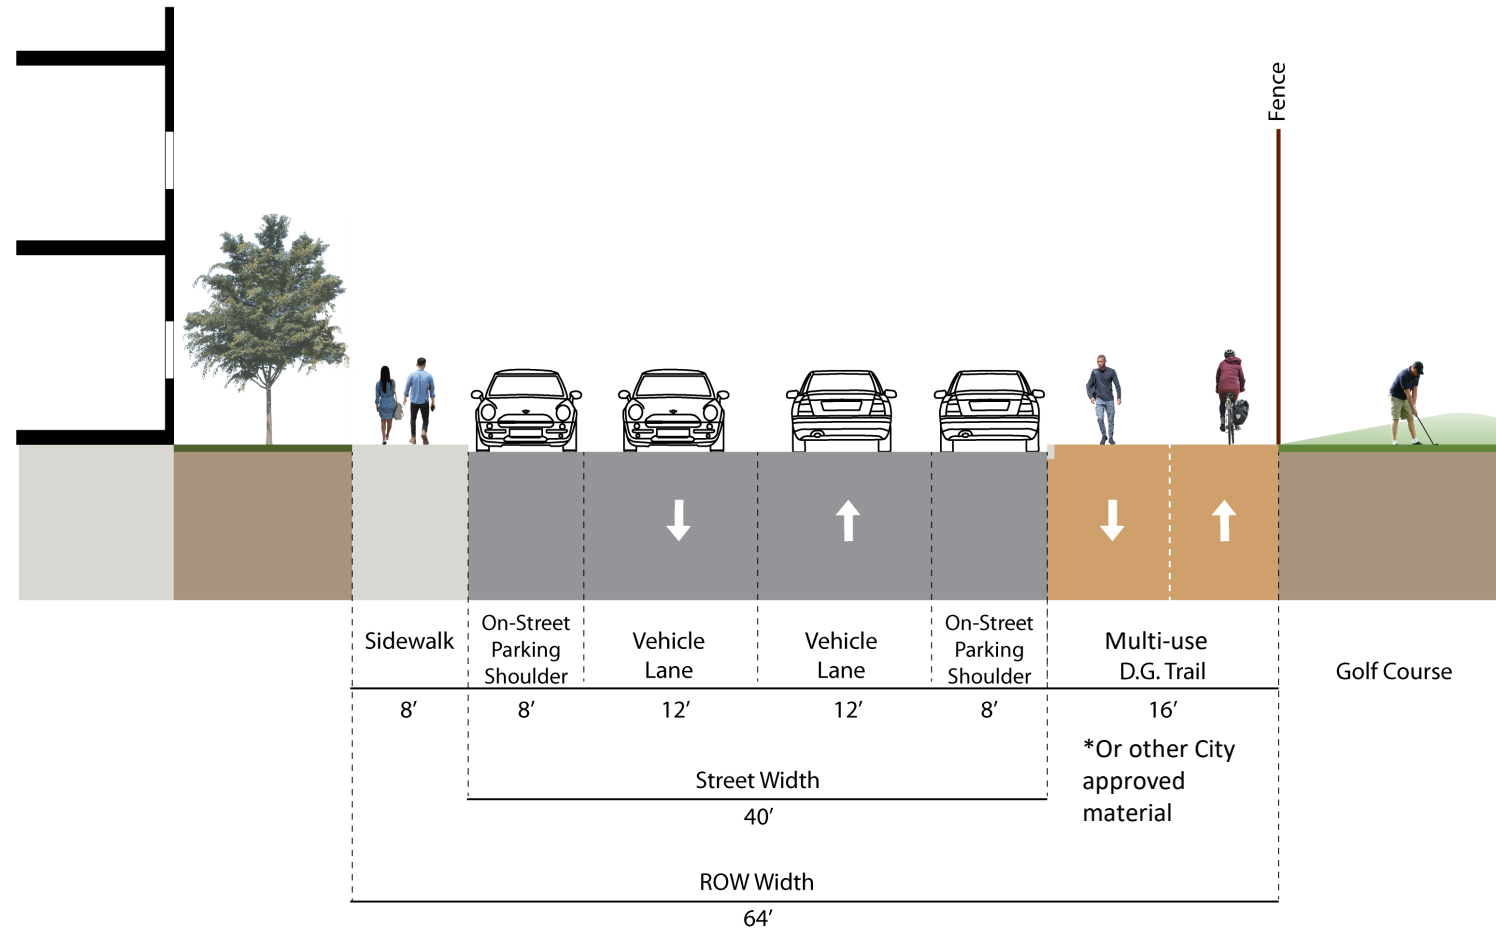 Fence
Sidewalk
On-Street
Parking
Shoulder
Vehicle
Lane
Vehicle
Lane
On-Street
Parking
Shoulder
Multi-use
D.G. Trail
Golf Course
8’
8’
12’
12’
8’
16’
*Or other City
approved
material
Street Width
40’
ROW Width
64’